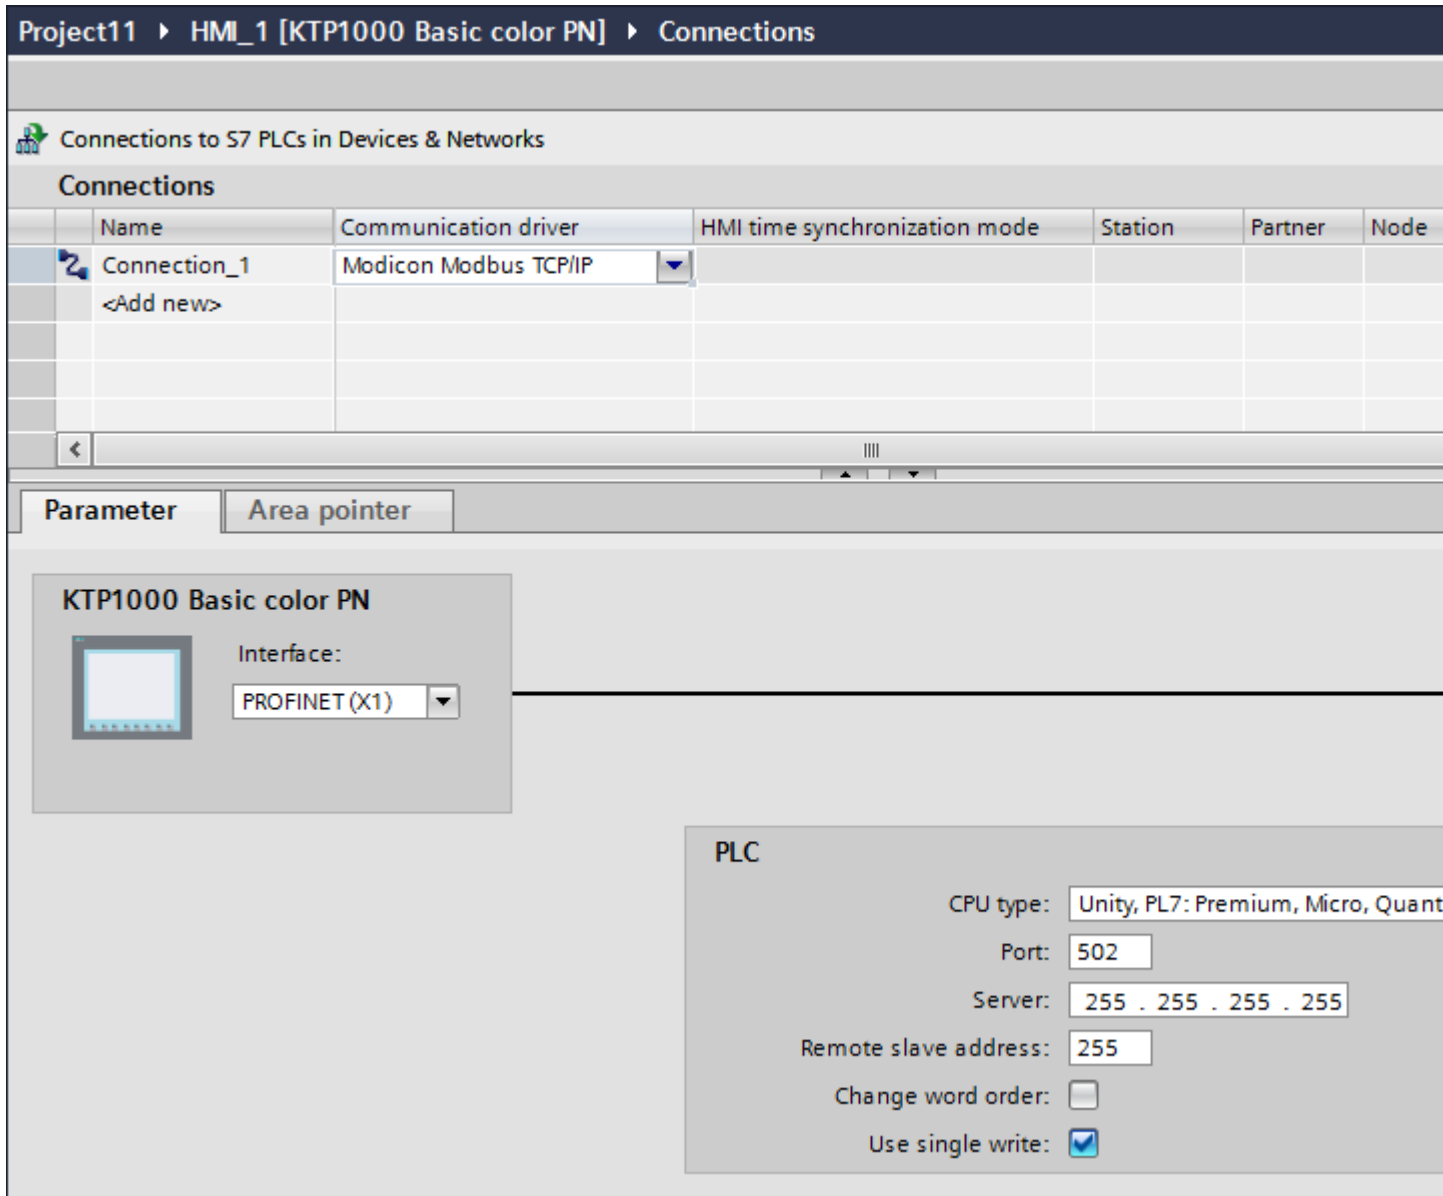 Project11 ▸ HMI_1 [KTP1000 Basic color PN] ▸ Connections
Connections to S7 PLCs in Devices & Networks
Connections
Name Communication driver HMI time synchronization mode Station Partner Node
Connection_1 Modicon Modbus TCP/IP
<Add new>
Parameter Area pointer
KTP1000 Basic color PN
Interface:
PROFINET (X1)
PLC
CPU type: Unity, PL7: Premium, Micro, Quant
Port: 502
Server: 255 . 255 . 255 . 255
Remote slave address: 255
Change word order:
Use single write: